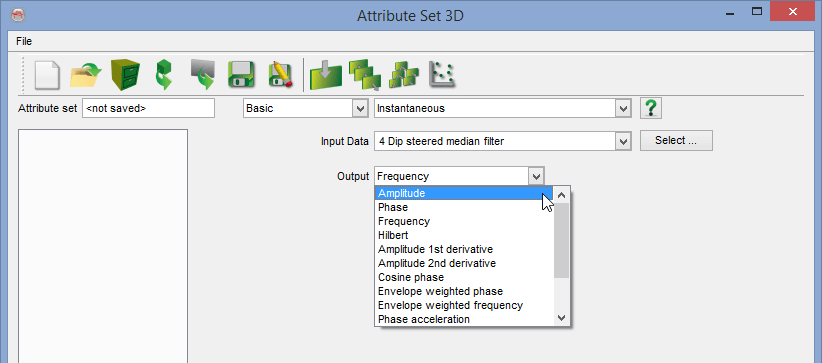 Attribute Set 3D
File
Attribute set <not saved> Basic Instantaneous ?
Input Data 4 Dip steered median filter Select ...
Output Frequency
Amplitude
Phase
Frequency
Hilbert
Amplitude 1st derivative
Amplitude 2nd derivative
Cosine phase
Envelope weighted phase
Envelope weighted frequency
Phase acceleration